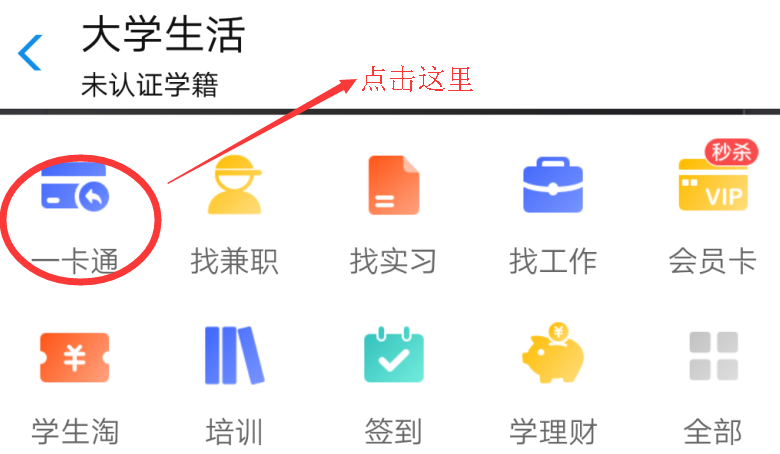 大学生活
未认证学籍
点击这里
秒杀
VIP
一卡通 找兼职 找实习 找工作 会员卡
¥
¥
学生淘 培训 签到 学理财 全部